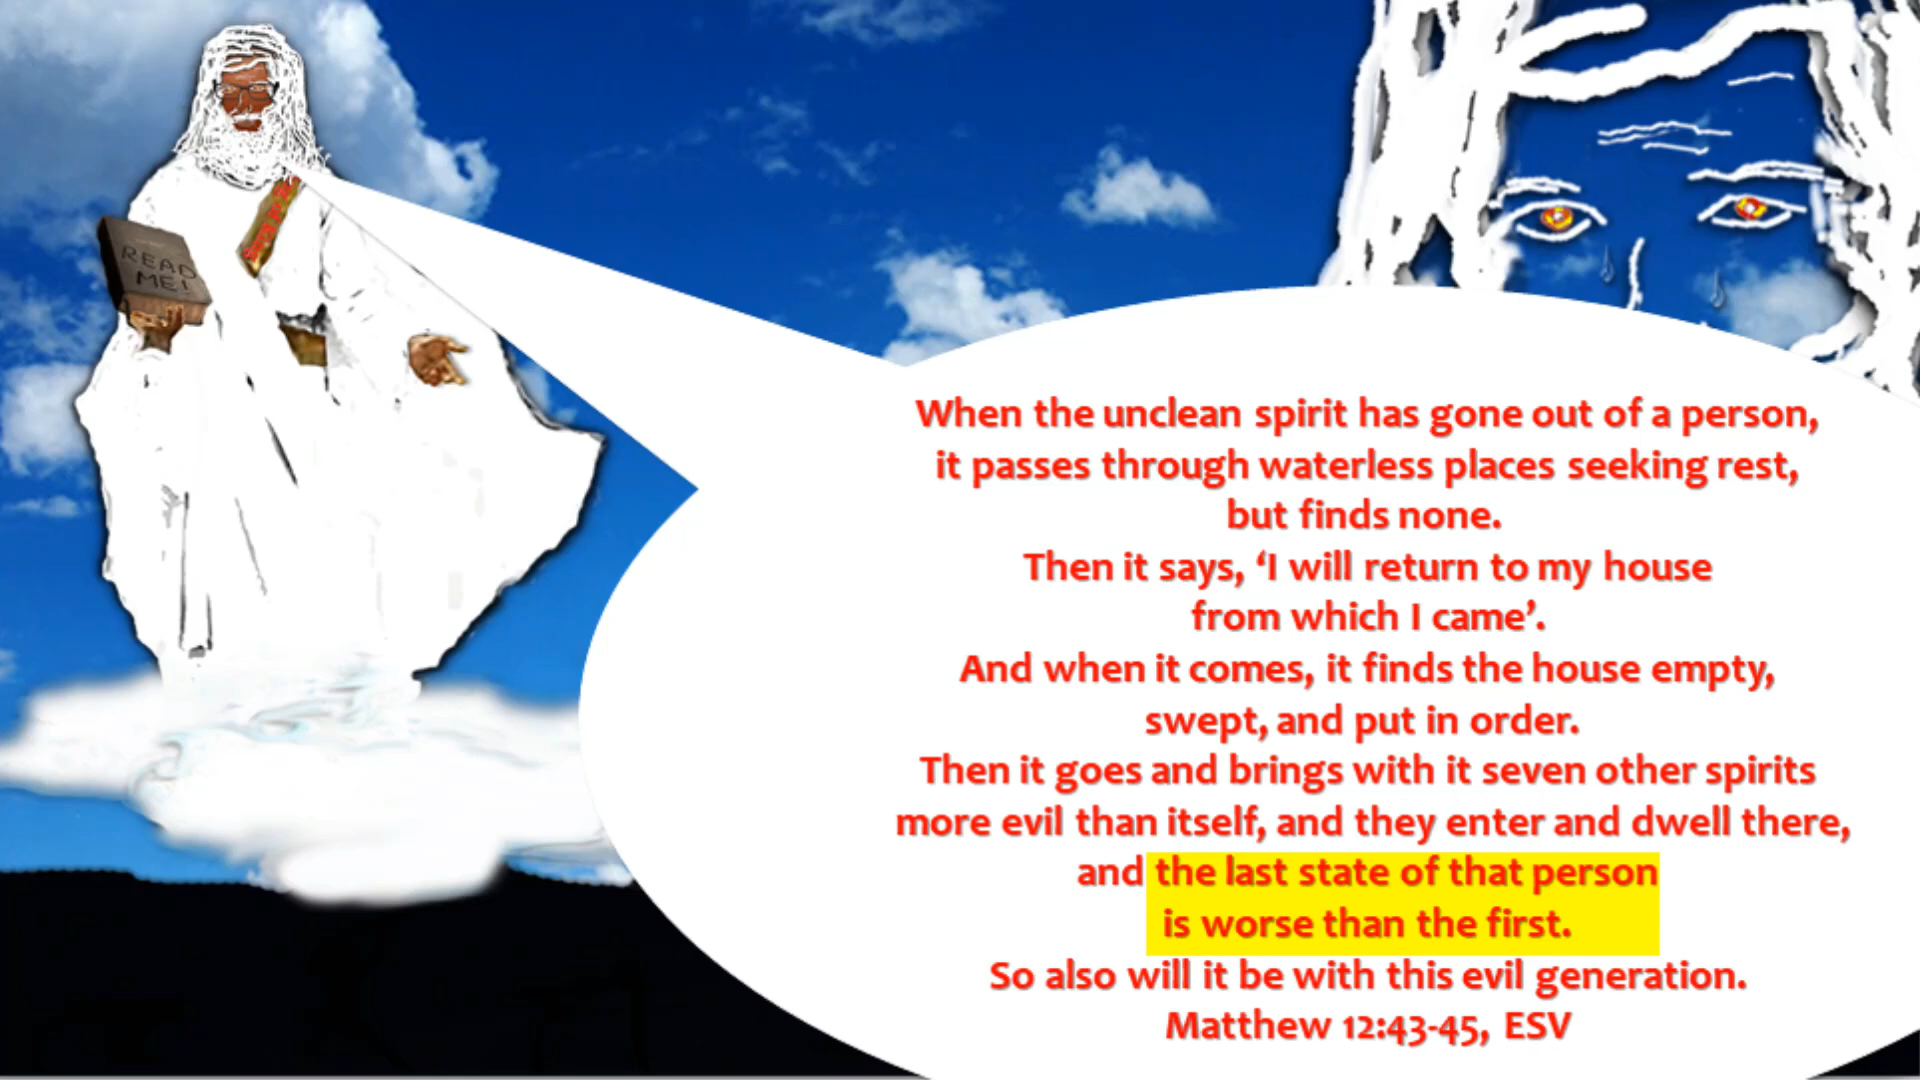 READ
ME!
When the unclean spirit has gone out of a person,
it passes through waterless places seeking rest,
but finds none.
Then it says, ‘I will return to my house
from which I came’.
And when it comes, it finds the house empty,
swept, and put in order.
Then it goes and brings with it seven other spirits
more evil than itself, and they enter and dwell there,
and the last state of that person
is worse than the first.
So also will it be with this evil generation.
Matthew 12:43-45, ESV